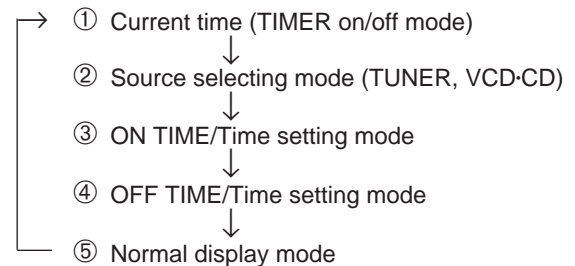 ① Current time (TIMER on/off mode)
② Source selecting mode (TUNER, VCD·CD)
③ ON TIME/Time setting mode
④ OFF TIME/Time setting mode
⑤ Normal display mode